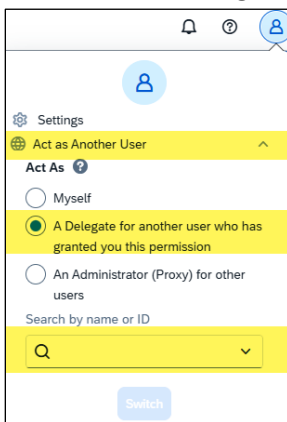 Settings
Act as Another User
Act As
Myself
A Delegate for another user who has
granted you this permission
An Administrator (Proxy) for other
users
Search by name or ID
Switch